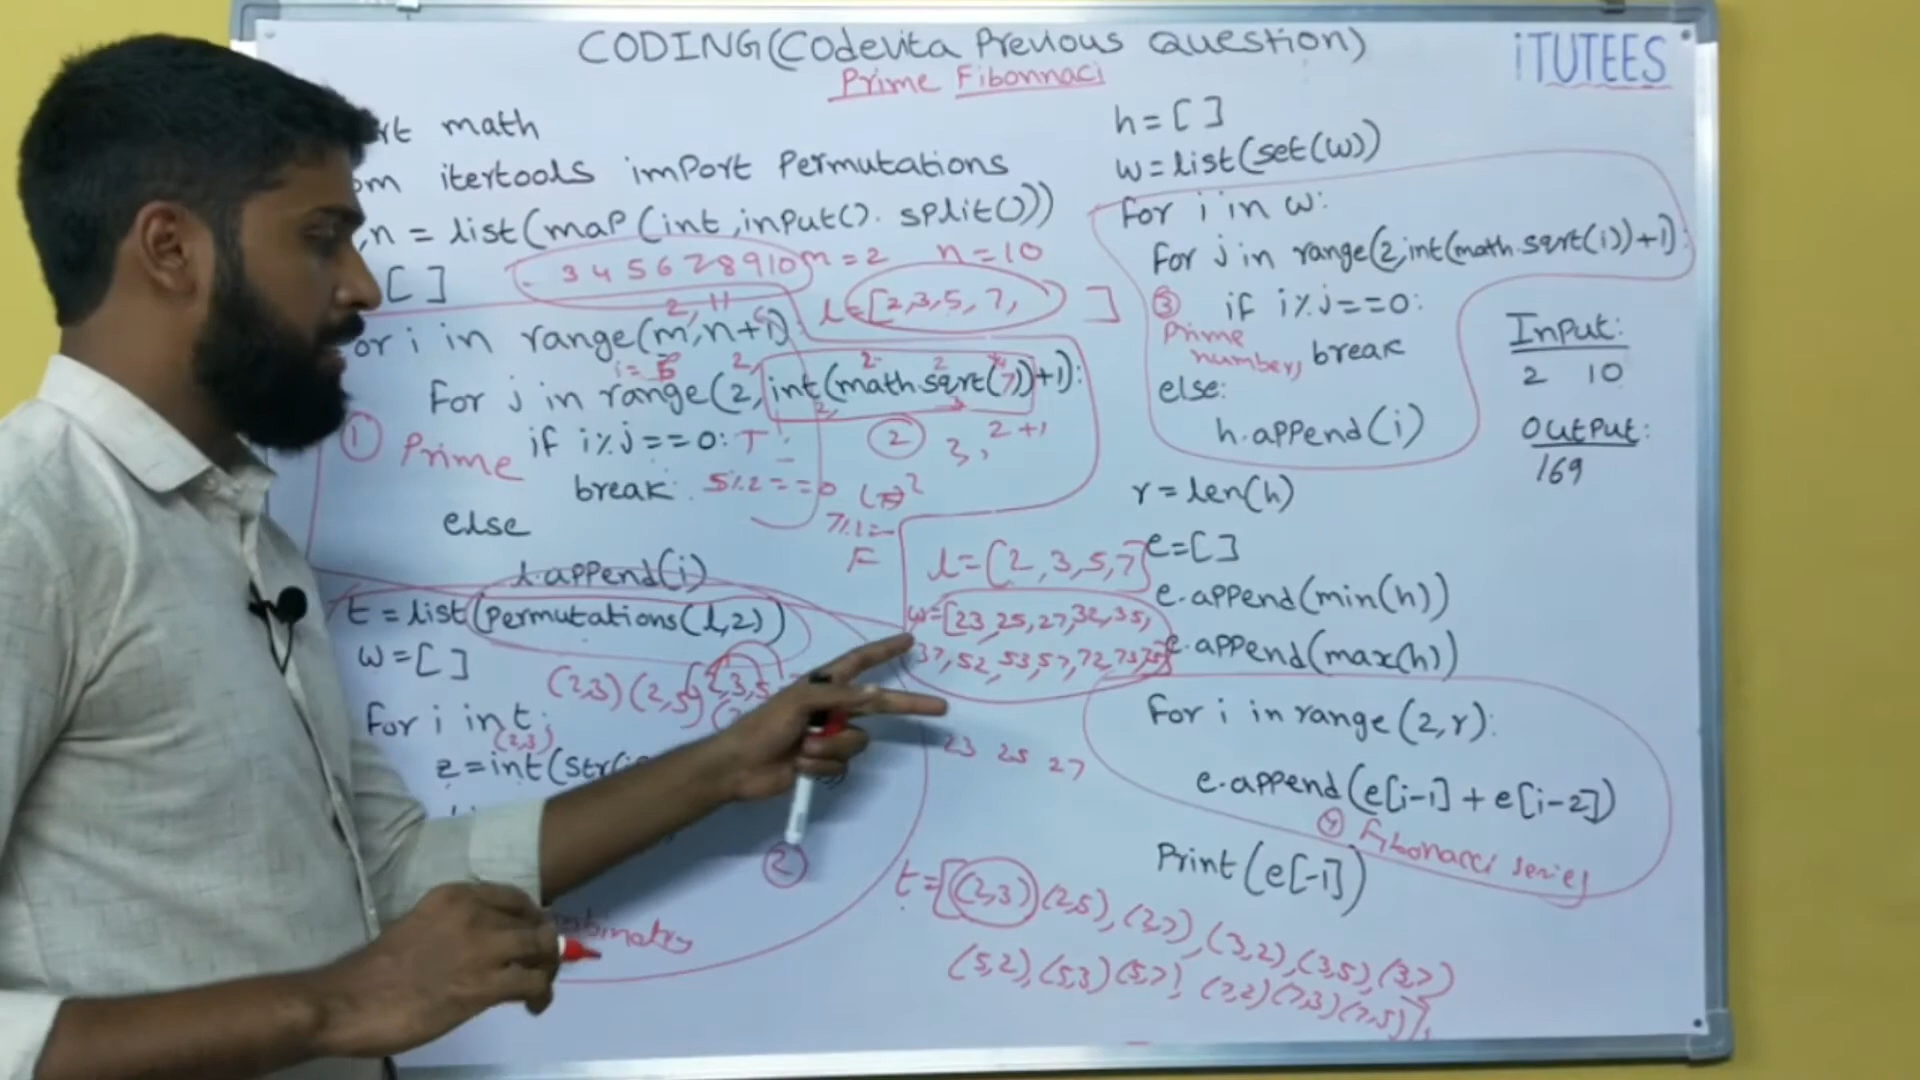 CODING(Codevita Previous Question)
iTUTEES
Prime Fibonnaci
rt math
om itertools import Permutations
,n = list(map(int,input().split()))
3 4 5 6 7 8 9 10
m=2 n=10
[ ]
2, 11
l=[2,3,5,7, ]
or i in range(m,n+1):
for j in range(2,int(math.sqrt(7))+1):
① Prime
if i%j==0: T
② 3, 2+1
break
5%2==0
else
F
l.append(i)
l=[2,3,5,7]
t = list(Permutations(l,2))
w=[23,25,27,32,35,
37,52,53,57,72,73,75]
w=[ ]
(2,3)(2,5)
2,3,5
for i in t:
(2,3)
23 25 27
z=int(str(
②
t=[(2,3)(2,5),(2,7),(3,2),(3,5),(3,7)
(5,2),(5,3)(5,7),(7,2)(7,3)(7,5)],
h=[ ]
w=list(set(w))
for i in w:
for j in range(2,int(math.sqrt(i))+1):
③ if i%j==0:
Prime
number,
break
else:
h.append(i)
r=len(h)
e=[ ]
e.append(min(h))
e.append(max(h))
for i in range(2,r):
e.append(e[i-1]+e[i-2])
④ Fybonacci series
Print(e[-1])
Input:
2 10
Output:
169